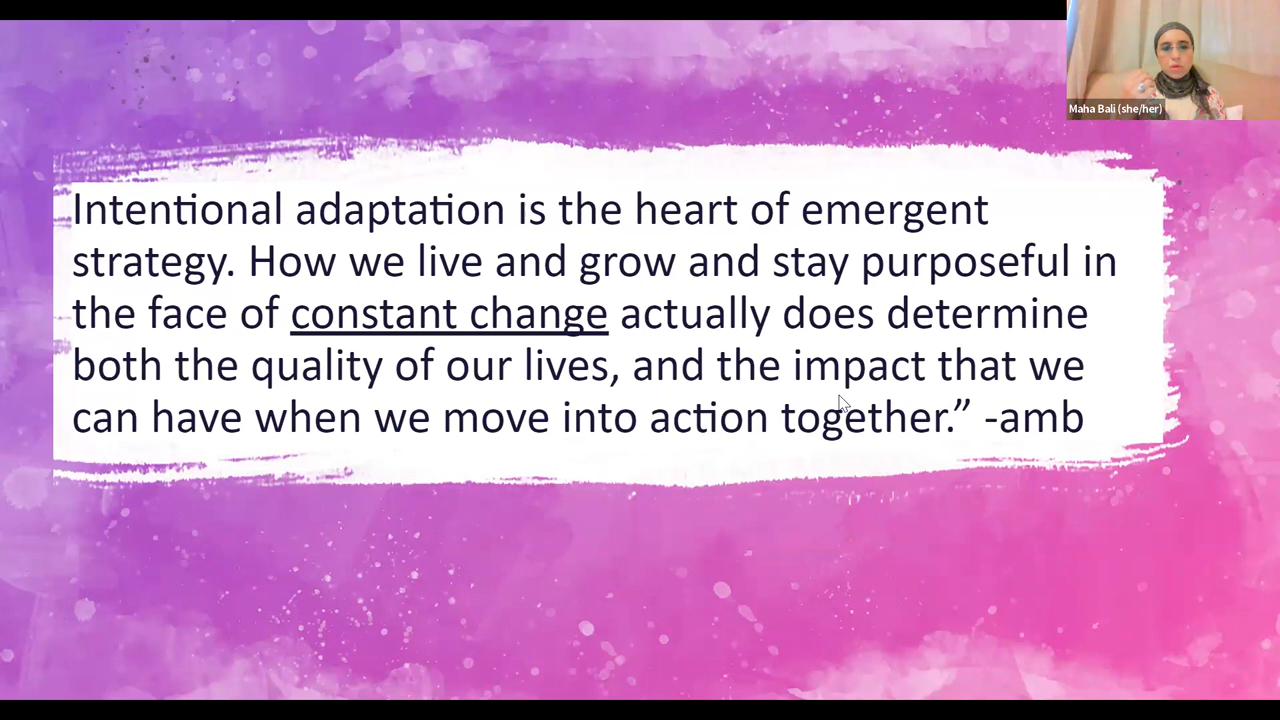 Maha Bali (she/her)
Intentional adaptation is the heart of emergent
strategy. How we live and grow and stay purposeful in
the face of constant change actually does determine
both the quality of our lives, and the impact that we
can have when we move into action together.” -amb